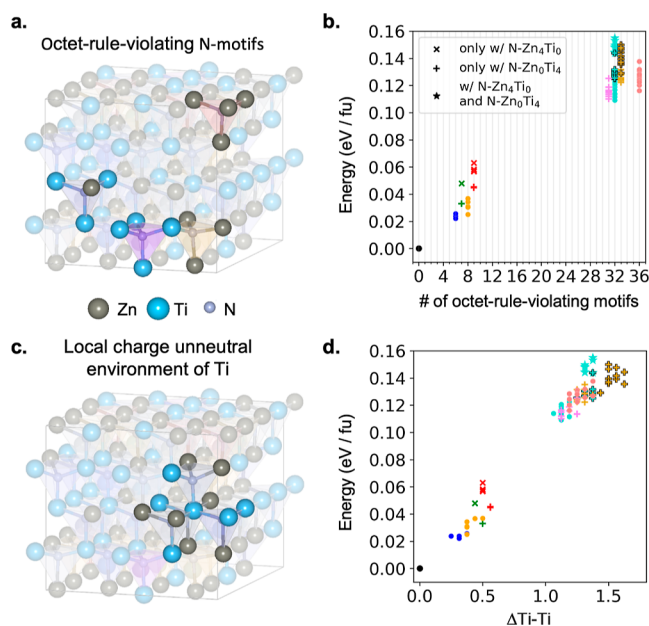 a.
Octet-rule-violating N-motifs
Zn Ti N
b.
0.16
0.14
0.12
0.10
0.08
0.06
0.04
0.02
0.00
Energy (eV / fu)
only w/ N-Zn₄Ti₀
only w/ N-Zn₀Ti₄
w/ N-Zn₄Ti₀
and N-Zn₀Ti₄
0 4 8 12 16 20 24 28 32 36
# of octet-rule-violating motifs
c.
Local charge unneutral
environment of Ti
d.
0.16
0.14
0.12
0.10
0.08
0.06
0.04
0.02
0.00
Energy (eV / fu)
0.0 0.5 1.0 1.5
ΔTi-Ti